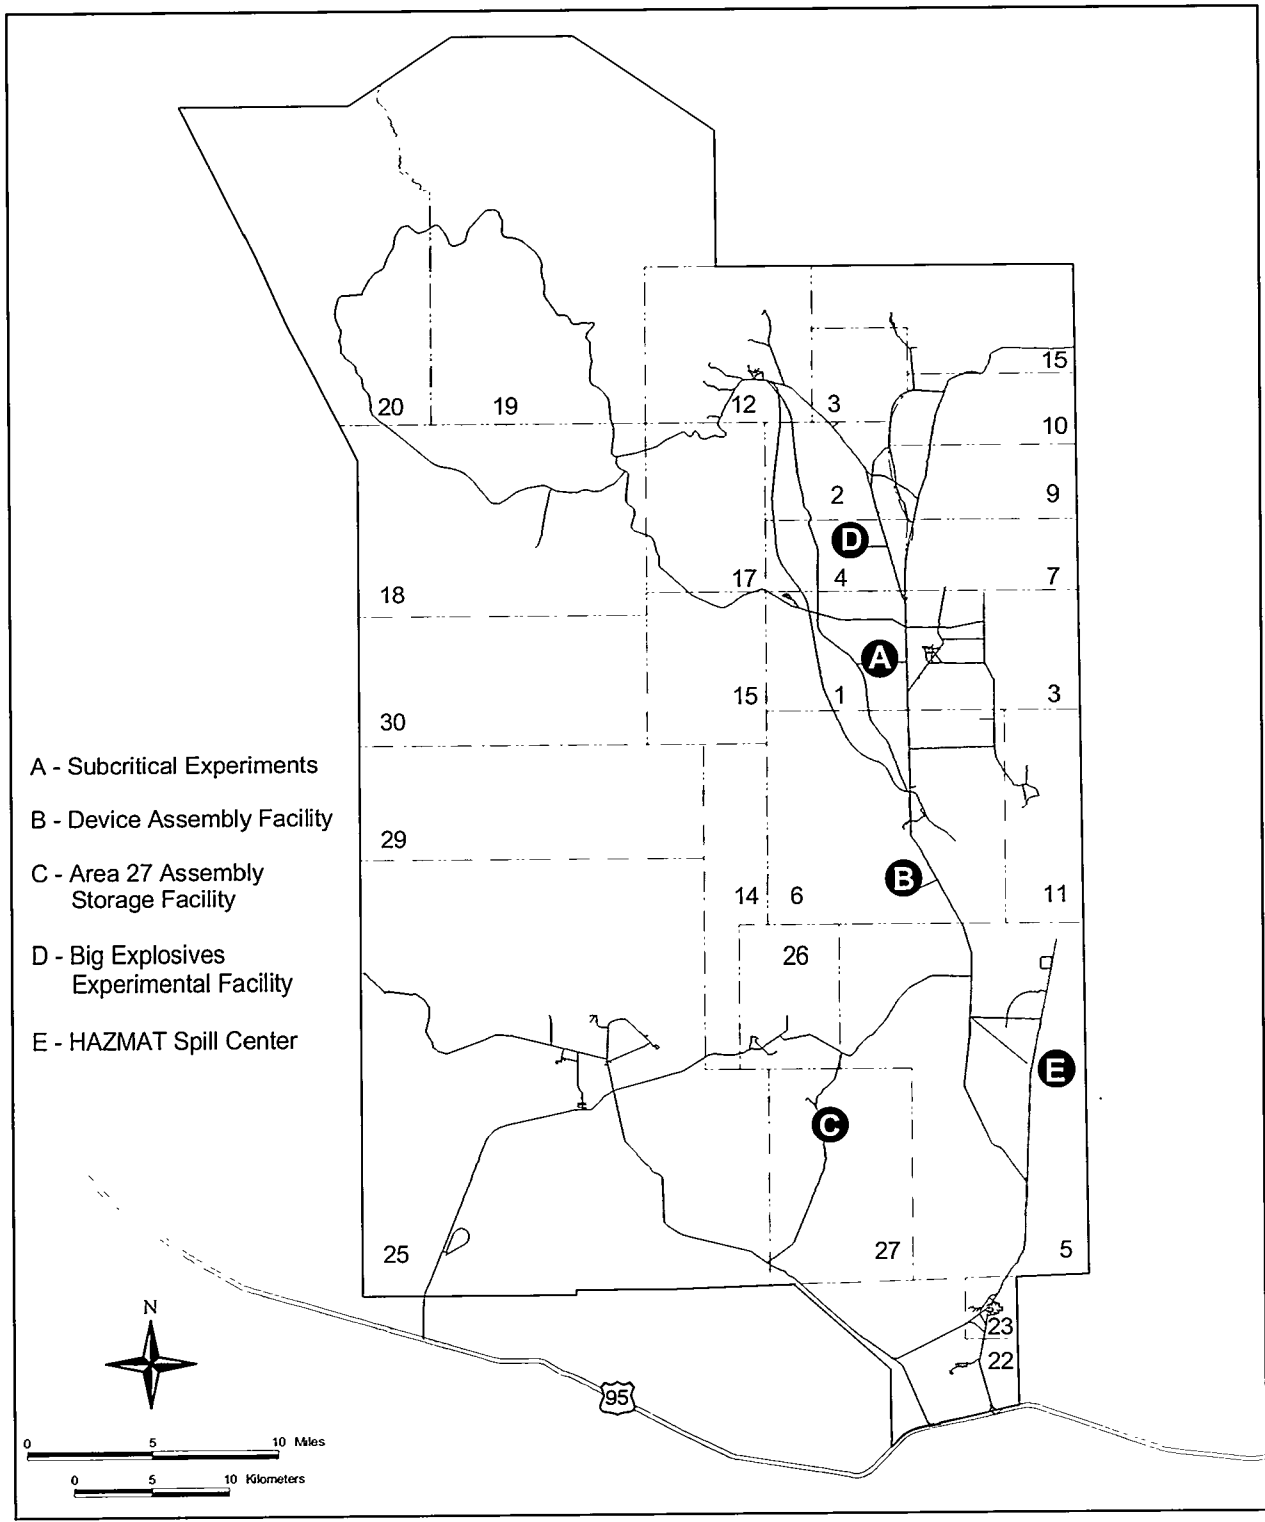 15
20
19
12
3
10
2
9
D
17
4
7
18
A
15
1
3
30
A - Subcritical Experiments
B - Device Assembly Facility
29
C - Area 27 Assembly
Storage Facility
B
14
6
11
D - Big Explosives
Experimental Facility
26
E - HAZMAT Spill Center
E
C
25
27
5
N
23
22
95
0 5 10 Miles
0 5 10 Kilometers